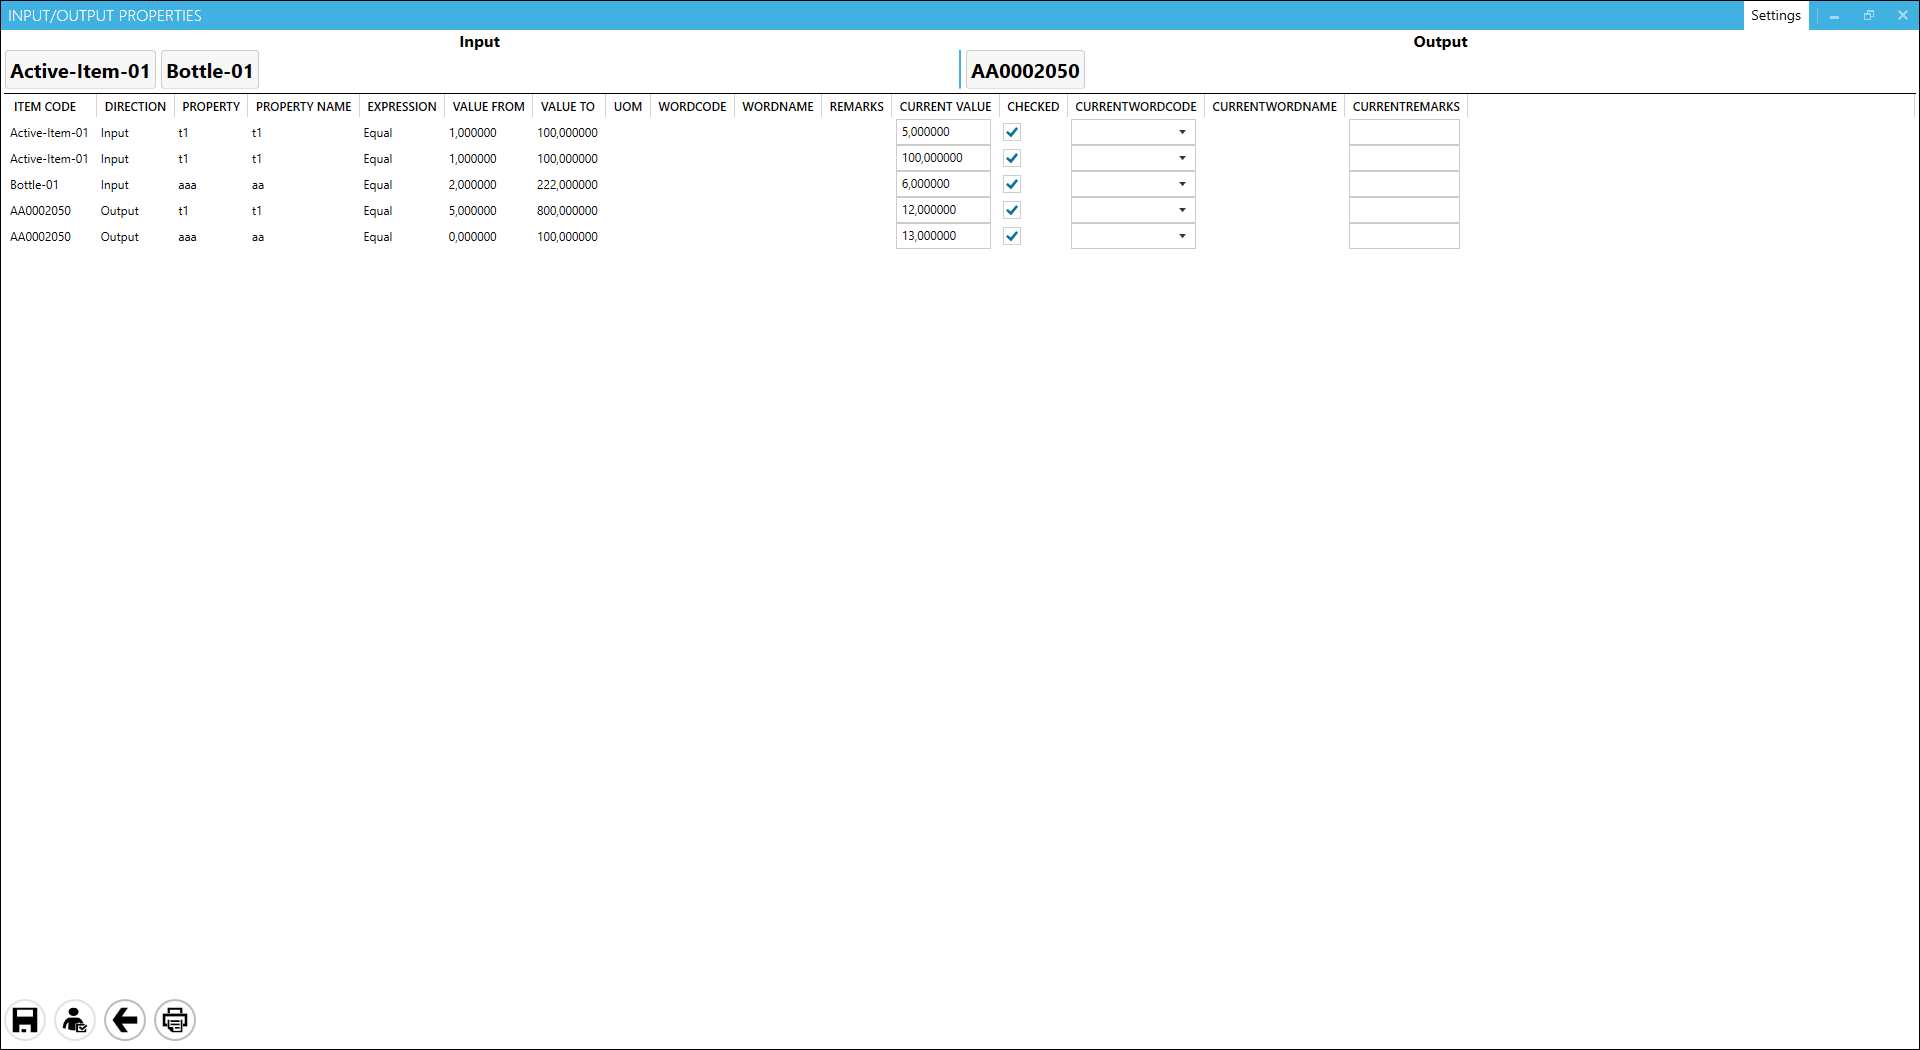 INPUT/OUTPUT PROPERTIES Settings
Input Output
Active-Item-01 Bottle-01 AA0002050
ITEM CODE DIRECTION PROPERTY PROPERTY NAME EXPRESSION VALUE FROM VALUE TO UOM WORDCODE WORDNAME REMARKS CURRENT VALUE CHECKED CURRENTWORDCODE CURRENTWORDNAME CURRENTREMARKS
Active-Item-01 Input t1 t1 Equal 1,000000 100,000000 5,000000
Active-Item-01 Input t1 t1 Equal 1,000000 100,000000 100,000000
Bottle-01 Input aaa aa Equal 2,000000 222,000000 6,000000
AA0002050 Output t1 t1 Equal 5,000000 800,000000 12,000000
AA0002050 Output aaa aa Equal 0,000000 100,000000 13,000000